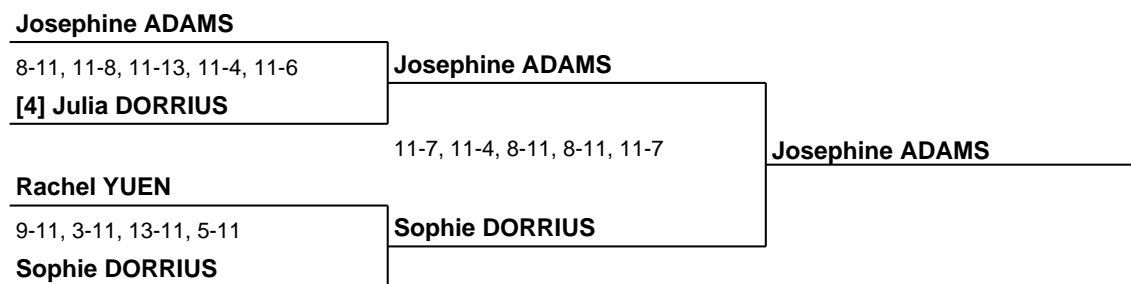 Josephine ADAMS
8-11, 11-8, 11-13, 11-4, 11-6
Josephine ADAMS
[4] Julia DORRIUS
11-7, 11-4, 8-11, 8-11, 11-7
Josephine ADAMS
Rachel YUEN
9-11, 3-11, 13-11, 5-11
Sophie DORRIUS
Sophie DORRIUS